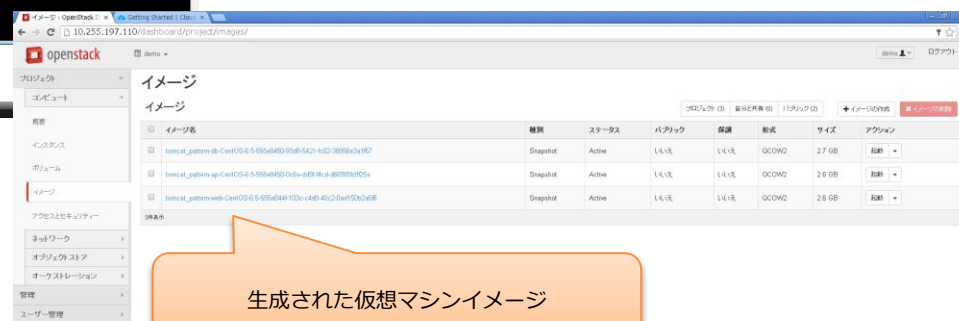 イメージ - OpenStack D ×
Getting Started | Cloud ×
10.255.197.110/dashboard/project/images/
openstack
demo
demo
ログアウト
プロジェクト
コンピュート
概要
インスタンス
ボリューム
イメージ
アクセスとセキュリティー
ネットワーク
オブジェクトストア
オーケストレーション
管理
ユーザー管理
イメージ
イメージ
プロジェクト (3) 自分と共有 (0) パブリック (2) +イメージの作成 ×イメージの削除
イメージ名 種別 ステータス パブリック 保護 形式 サイズ アクション
Snapshot Active いいえ いいえ QCOW2 2.7 GB 起動
Snapshot Active いいえ いいえ QCOW2 2.6 GB 起動
Snapshot Active いいえ いいえ QCOW2 2.6 GB 起動
3件表示
生成された仮想マシンイメージ